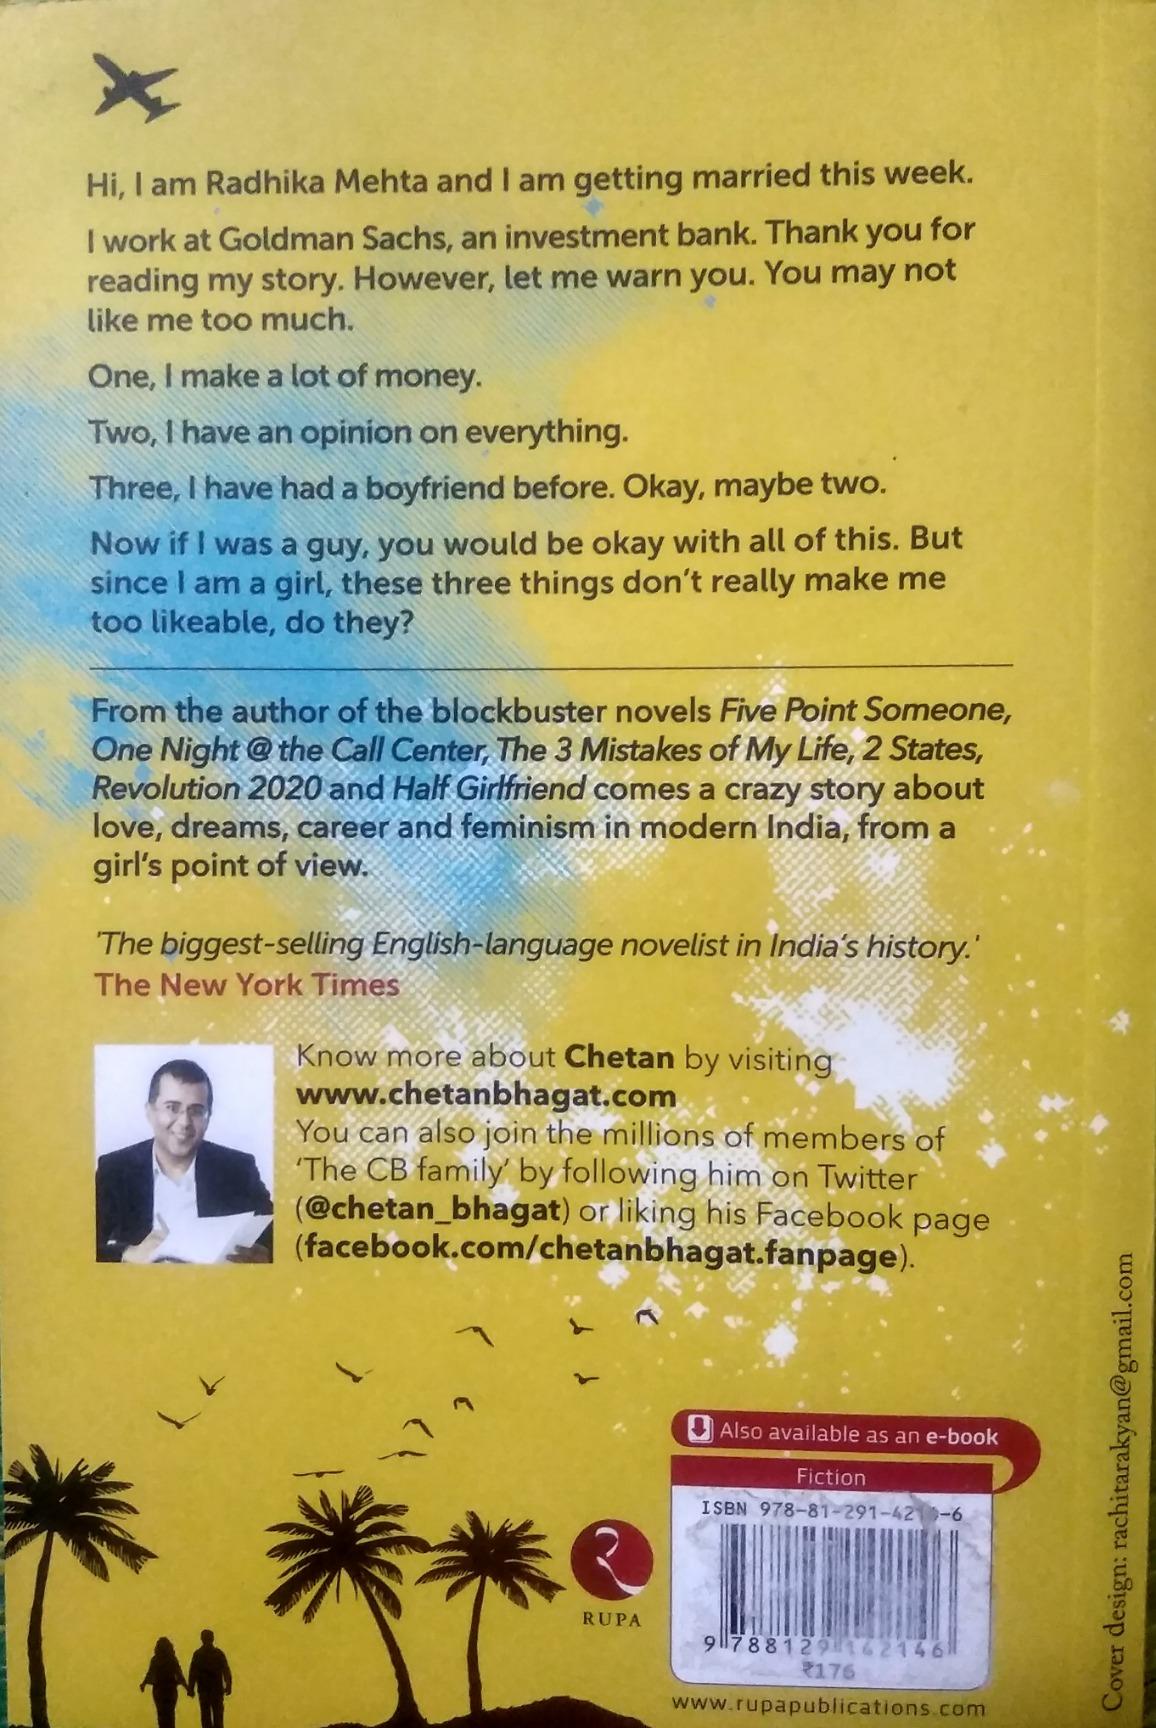 Hi, I am Radhika Mehta and I am getting married this week.
I work at Goldman Sachs, an investment bank. Thank you for
reading my story. However, let me warn you. You may not
like me too much.
One, I make a lot of money.
Two, I have an opinion on everything.
Three, I have had a boyfriend before. Okay, maybe two.
Now if I was a guy, you would be okay with all of this. But
since I am a girl, these three things don't really make me
too likeable, do they?
From the author of the blockbuster novels Five Point Someone,
One Night @ the Call Center, The 3 Mistakes of My Life, 2 States,
Revolution 2020 and Half Girlfriend comes a crazy story about
love, dreams, career and feminism in modern India, from a
girl's point of view.
'The biggest-selling English-language novelist in India's history.'
The New York Times
Know more about Chetan by visiting
www.chetanbhagat.com
You can also join the millions of members of
'The CB family' by following him on Twitter
(@chetan_bhagat) or liking his Facebook page
(facebook.com/chetanbhagat.fanpage).
Also available as an e-book
Fiction
ISBN
9 788129 142146
₹176
RUPA
www.rupapublications.com
Cover design: rachitarakyan@gmail.com